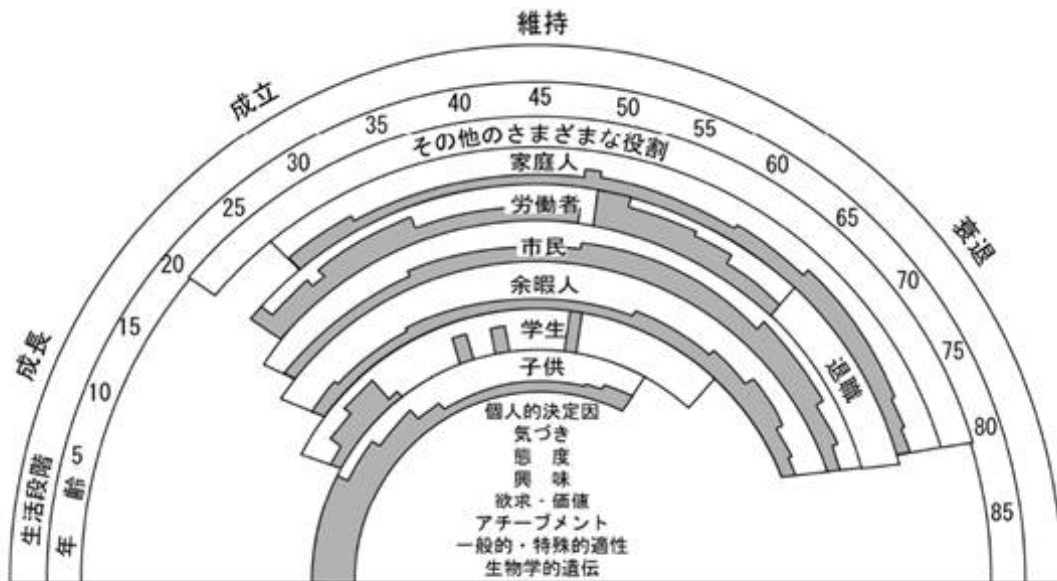 維持
成立
成長
衰退
生活段階
年齢
5
10
15
20
25
30
35
40
45
50
55
60
65
70
75
80
85
その他のさまざまな役割
家庭人
労働者
市民
余暇人
学生
子供
退職
個人的決定因
気づき
態 度
興 味
欲求・価値
アチーブメント
一般的・特殊的適性
生物学的遺伝